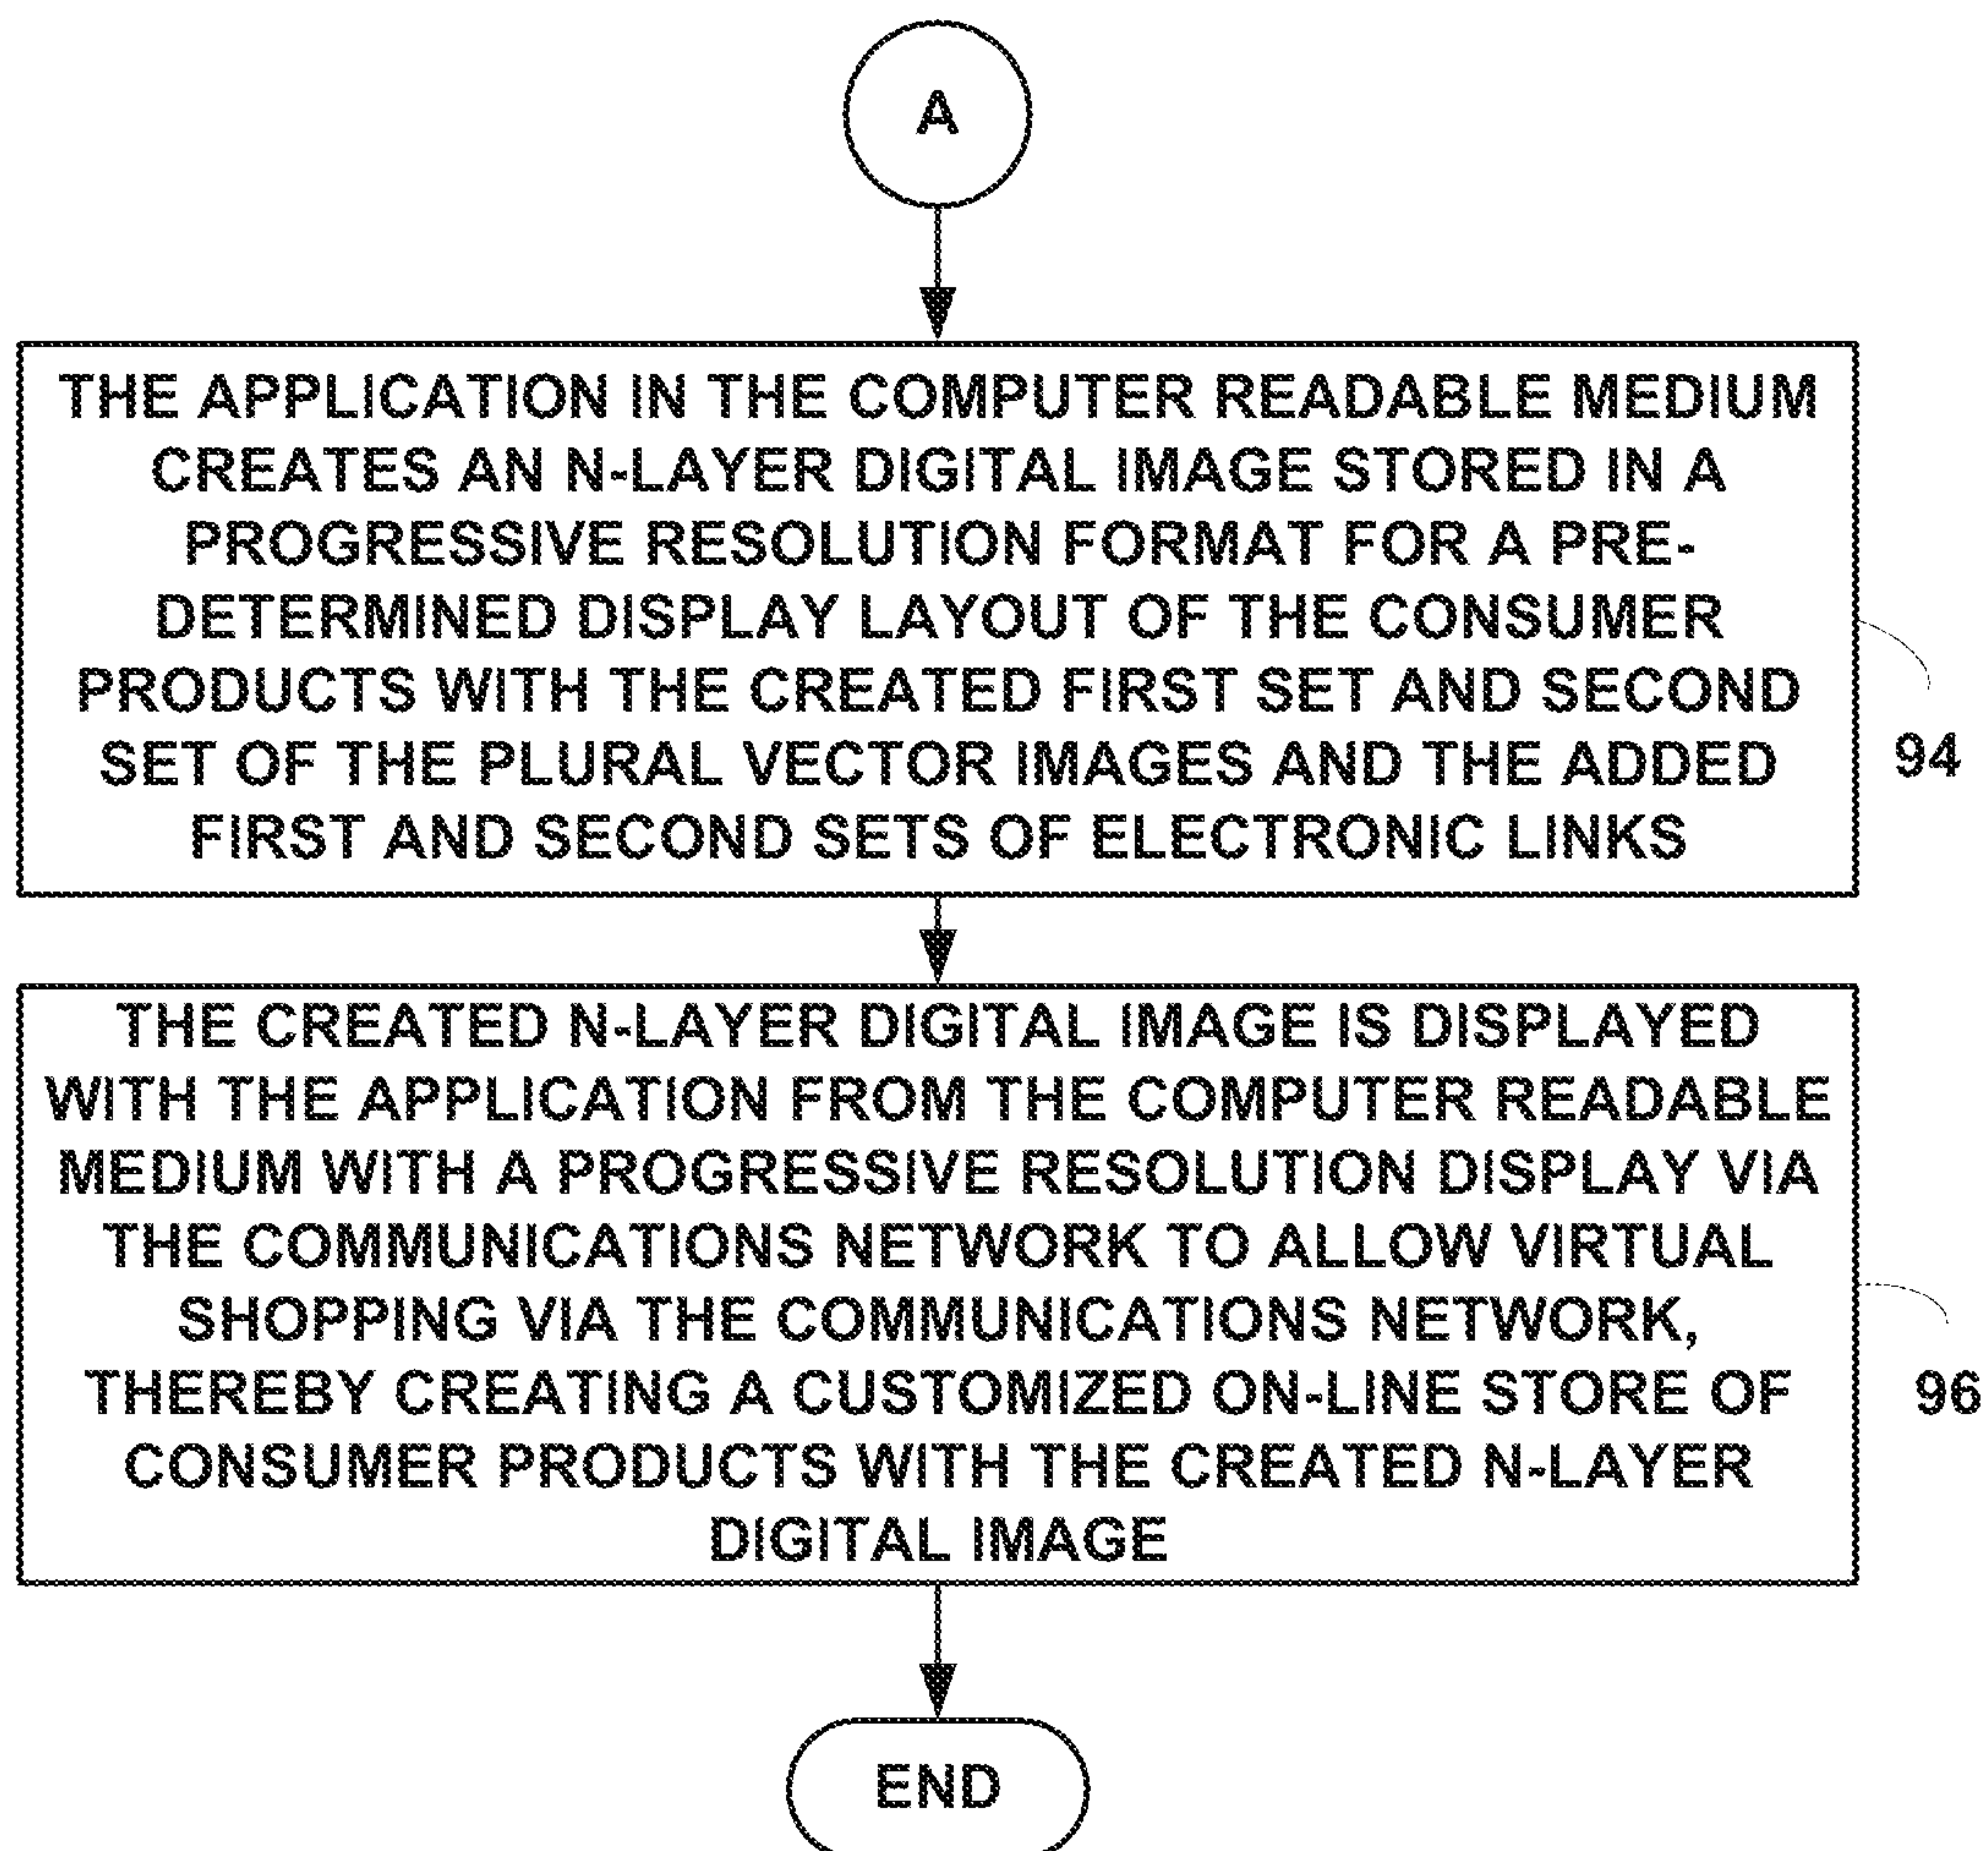 A
THE APPLICATION IN THE COMPUTER READABLE MEDIUM
CREATES AN N-LAYER DIGITAL IMAGE STORED IN A
PROGRESSIVE RESOLUTION FORMAT FOR A PRE-
DETERMINED DISPLAY LAYOUT OF THE CONSUMER
PRODUCTS WITH THE CREATED FIRST SET AND SECOND
SET OF THE PLURAL VECTOR IMAGES AND THE ADDED
FIRST AND SECOND SETS OF ELECTRONIC LINKS
94
THE CREATED N-LAYER DIGITAL IMAGE IS DISPLAYED
WITH THE APPLICATION FROM THE COMPUTER READABLE
MEDIUM WITH A PROGRESSIVE RESOLUTION DISPLAY VIA
THE COMMUNICATIONS NETWORK TO ALLOW VIRTUAL
SHOPPING VIA THE COMMUNICATIONS NETWORK,
THEREBY CREATING A CUSTOMIZED ON-LINE STORE OF
CONSUMER PRODUCTS WITH THE CREATED N-LAYER
DIGITAL IMAGE
96
END